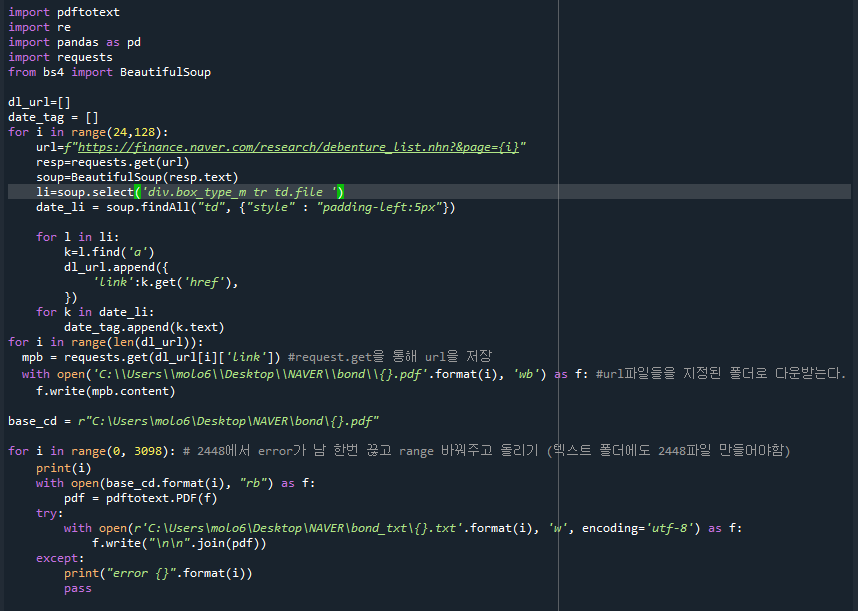 import pdftotext
import re
import pandas as pd
import requests
from bs4 import BeautifulSoup

dl_url=[]
date_tag = []
for i in range(24,128):
    url=f"https://finance.naver.com/research/debenture_list.nhn?&page={i}"
    resp=requests.get(url)
    soup=BeautifulSoup(resp.text)
    li=soup.select('div.box_type_m tr td.file ')
    date_li = soup.findAll("td", {"style" : "padding-left:5px"})

    for l in li:
        k=l.find('a')
        dl_url.append({
            'link':k.get('href'),
        })
    for k in date_li:
        date_tag.append(k.text)
for i in range(len(dl_url)):
  mpb = requests.get(dl_url[i]['link']) #request.get을 통해 url을 저장
  with open('C:\\Users\\molo6\\Desktop\\NAVER\\bond\\{}.pdf'.format(i), 'wb') as f: #url파일들을 지정된 폴더로 다운받는다.
    f.write(mpb.content)

base_cd = r"C:\Users\molo6\Desktop\NAVER\bond\{}.pdf"

for i in range(0, 3098): # 2448에서 error가 남 한번 끊고 range 바꿔주고 돌리기 (텍스트 폴더에도 2448파일 만들어야함)
    print(i)
    with open(base_cd.format(i), "rb") as f:
        pdf = pdftotext.PDF(f)
    try:
        with open(r'C:\Users\molo6\Desktop\NAVER\bond_txt\{}.txt'.format(i), 'w', encoding='utf-8') as f:
            f.write("\n\n".join(pdf))
    except:
        print("error {}".format(i))
        pass